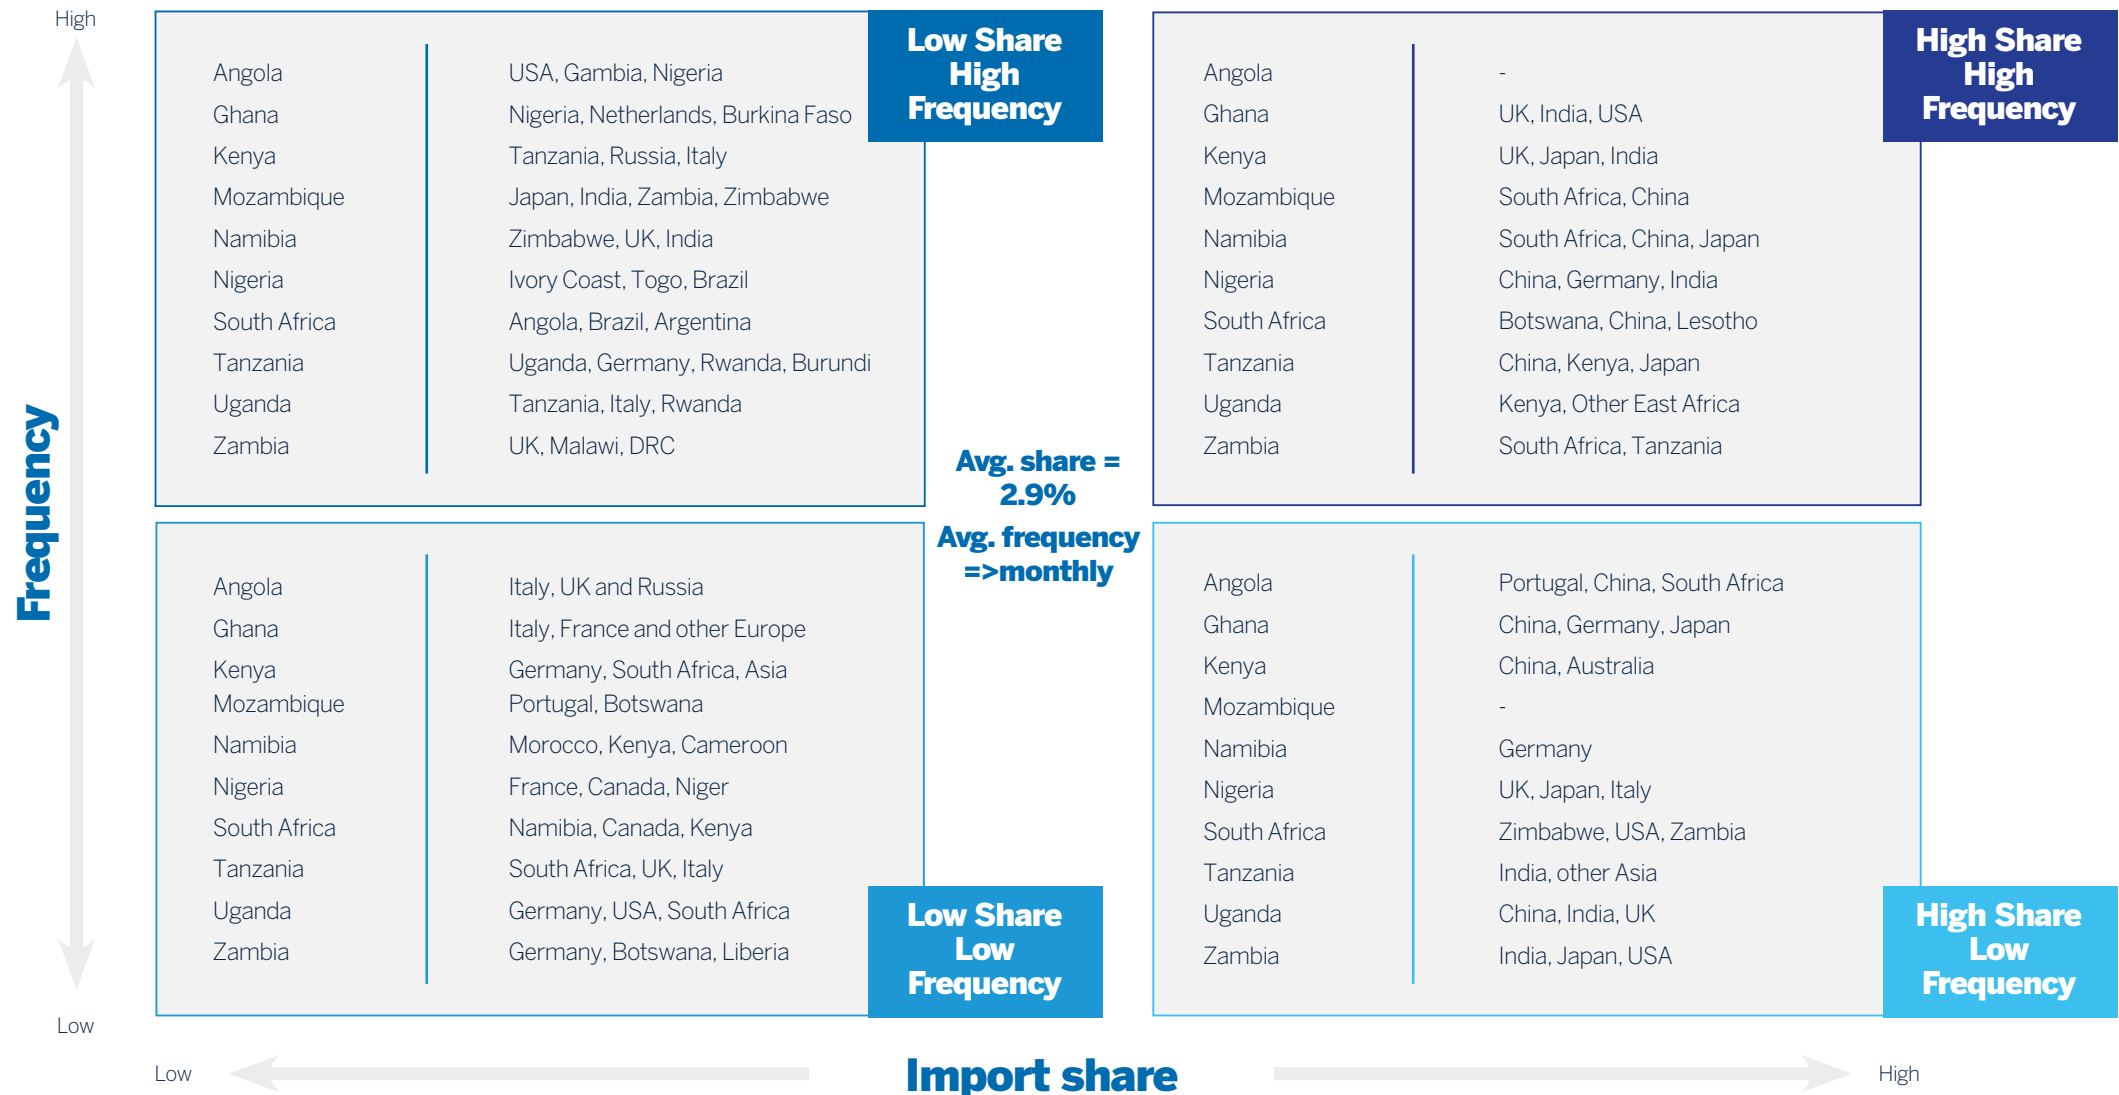 High
Low Share
High
Frequency
Angola USA, Gambia, Nigeria
Ghana Nigeria, Netherlands, Burkina Faso
Kenya Tanzania, Russia, Italy
Mozambique Japan, India, Zambia, Zimbabwe
Namibia Zimbabwe, UK, India
Nigeria Ivory Coast, Togo, Brazil
South Africa Angola, Brazil, Argentina
Tanzania Uganda, Germany, Rwanda, Burundi
Uganda Tanzania, Italy, Rwanda
Zambia UK, Malawi, DRC
High Share
High
Frequency
Angola -
Ghana UK, India, USA
Kenya UK, Japan, India
Mozambique South Africa, China
Namibia South Africa, China, Japan
Nigeria China, Germany, India
South Africa Botswana, China, Lesotho
Tanzania China, Kenya, Japan
Uganda Kenya, Other East Africa
Zambia South Africa, Tanzania
Frequency
Avg. share =
2.9%
Avg. frequency
=>monthly
Angola Italy, UK and Russia
Ghana Italy, France and other Europe
Kenya Germany, South Africa, Asia
Mozambique Portugal, Botswana
Namibia Morocco, Kenya, Cameroon
Nigeria France, Canada, Niger
South Africa Namibia, Canada, Kenya
Tanzania South Africa, UK, Italy
Uganda Germany, USA, South Africa
Zambia Germany, Botswana, Liberia
Low Share
Low
Frequency
Angola Portugal, China, South Africa
Ghana China, Germany, Japan
Kenya China, Australia
Mozambique -
Namibia Germany
Nigeria UK, Japan, Italy
South Africa Zimbabwe, USA, Zambia
Tanzania India, other Asia
Uganda China, India, UK
Zambia India, Japan, USA
High Share
Low
Frequency
Low
Low
Import share
High